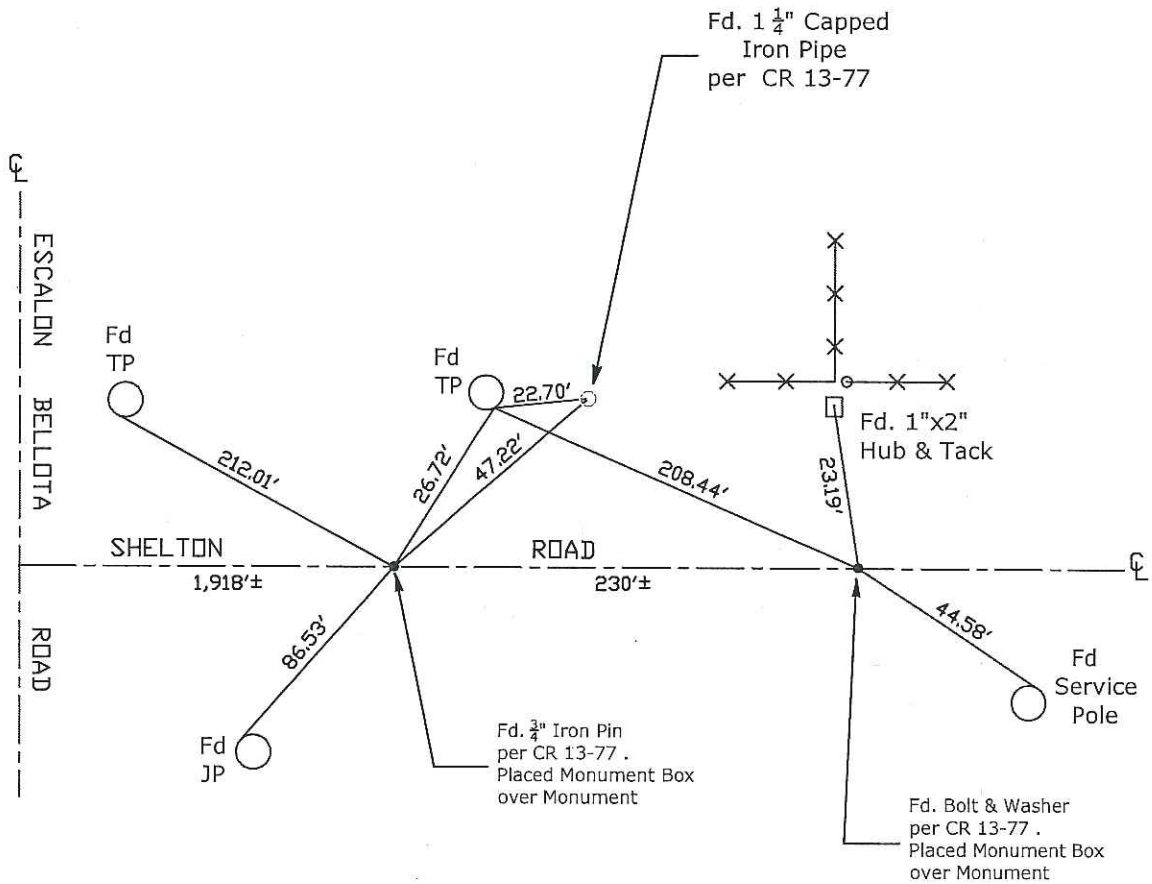 Fd. 1 1/4" Capped
Iron Pipe
per CR 13-77
℄
ESCALON BELLOTA ROAD
Fd
TP
Fd
TP
22.70'
Fd. 1"x2"
Hub & Tack
212.01'
26.72'
47.22'
208.44'
23.19'
SHELTON ROAD
℄
1,918'±
230'±
86.53'
44.58'
Fd
Service
Pole
Fd
JP
Fd. 3/4" Iron Pin
per CR 13-77 .
Placed Monument Box
over Monument
Fd. Bolt & Washer
per CR 13-77 .
Placed Monument Box
over Monument